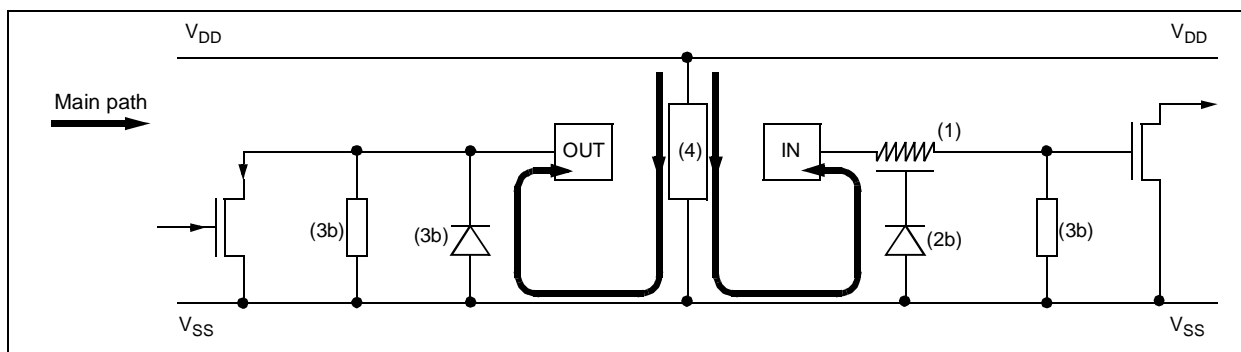 VDD VDD
Main path
(1)
OUT (4) IN
(3b) (3b) (2b) (3b)
VSS VSS